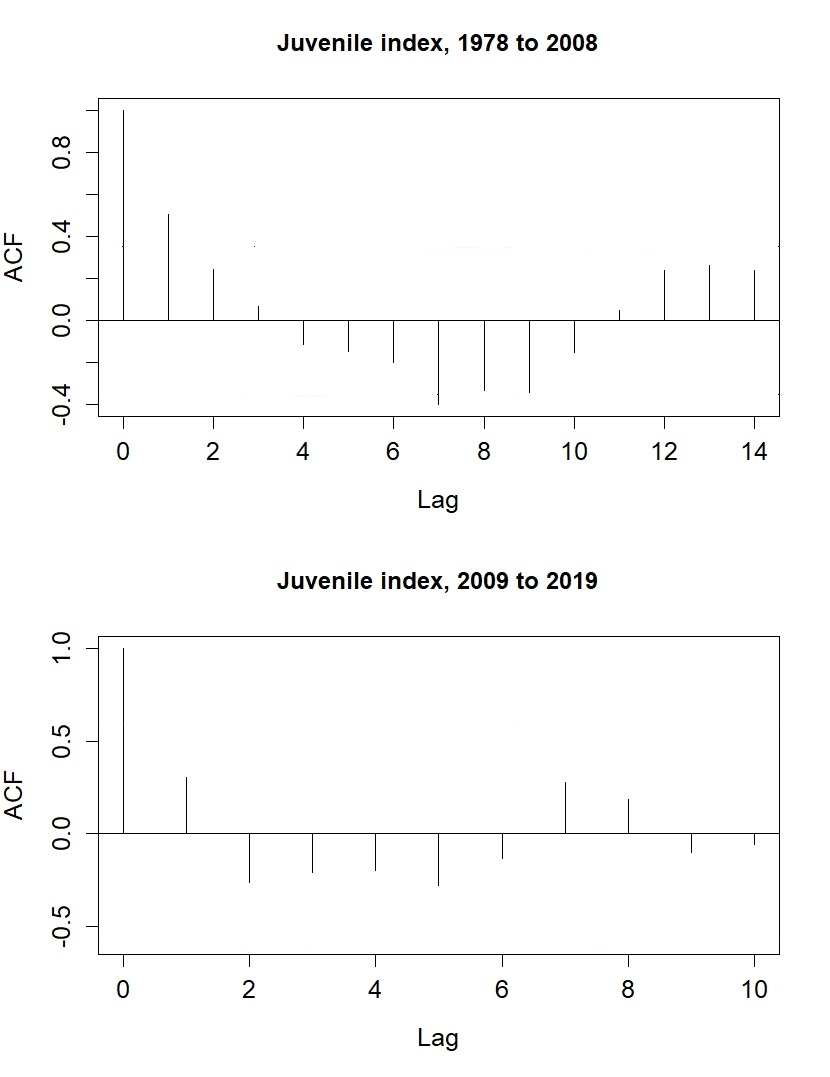 Juvenile index, 1978 to 2008
ACF
0.8
0.4
0.0
-0.4
0 2 4 6 8 10 12 14
Lag
Juvenile index, 2009 to 2019
ACF
1.0
0.5
0.0
-0.5
0 2 4 6 8 10
Lag